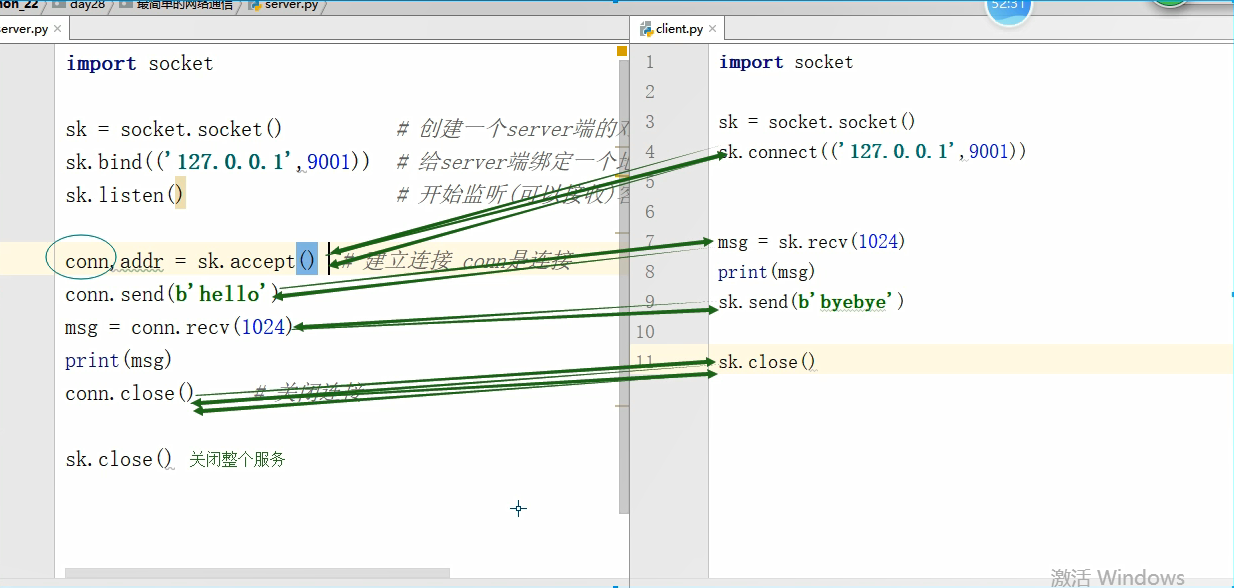 day28 最简单的网络通信 server.py
server.py
import socket
sk = socket.socket() # 创建一个server端的
sk.bind(('127.0.0.1',9001)) # 给server端绑定一个
sk.listen() # 开始监听(可以接收)客
conn,addr = sk.accept() # 建立连接 conn是连接
conn.send(b'hello')
msg = conn.recv(1024)
print(msg)
conn.close() # 关闭连接
sk.close() 关闭整个服务
52:31
client.py
1 import socket
2
3 sk = socket.socket()
4 sk.connect(('127.0.0.1',9001))
5
6
7 msg = sk.recv(1024)
8 print(msg)
9 sk.send(b'byebye')
10
11 sk.close()
激活 Windows